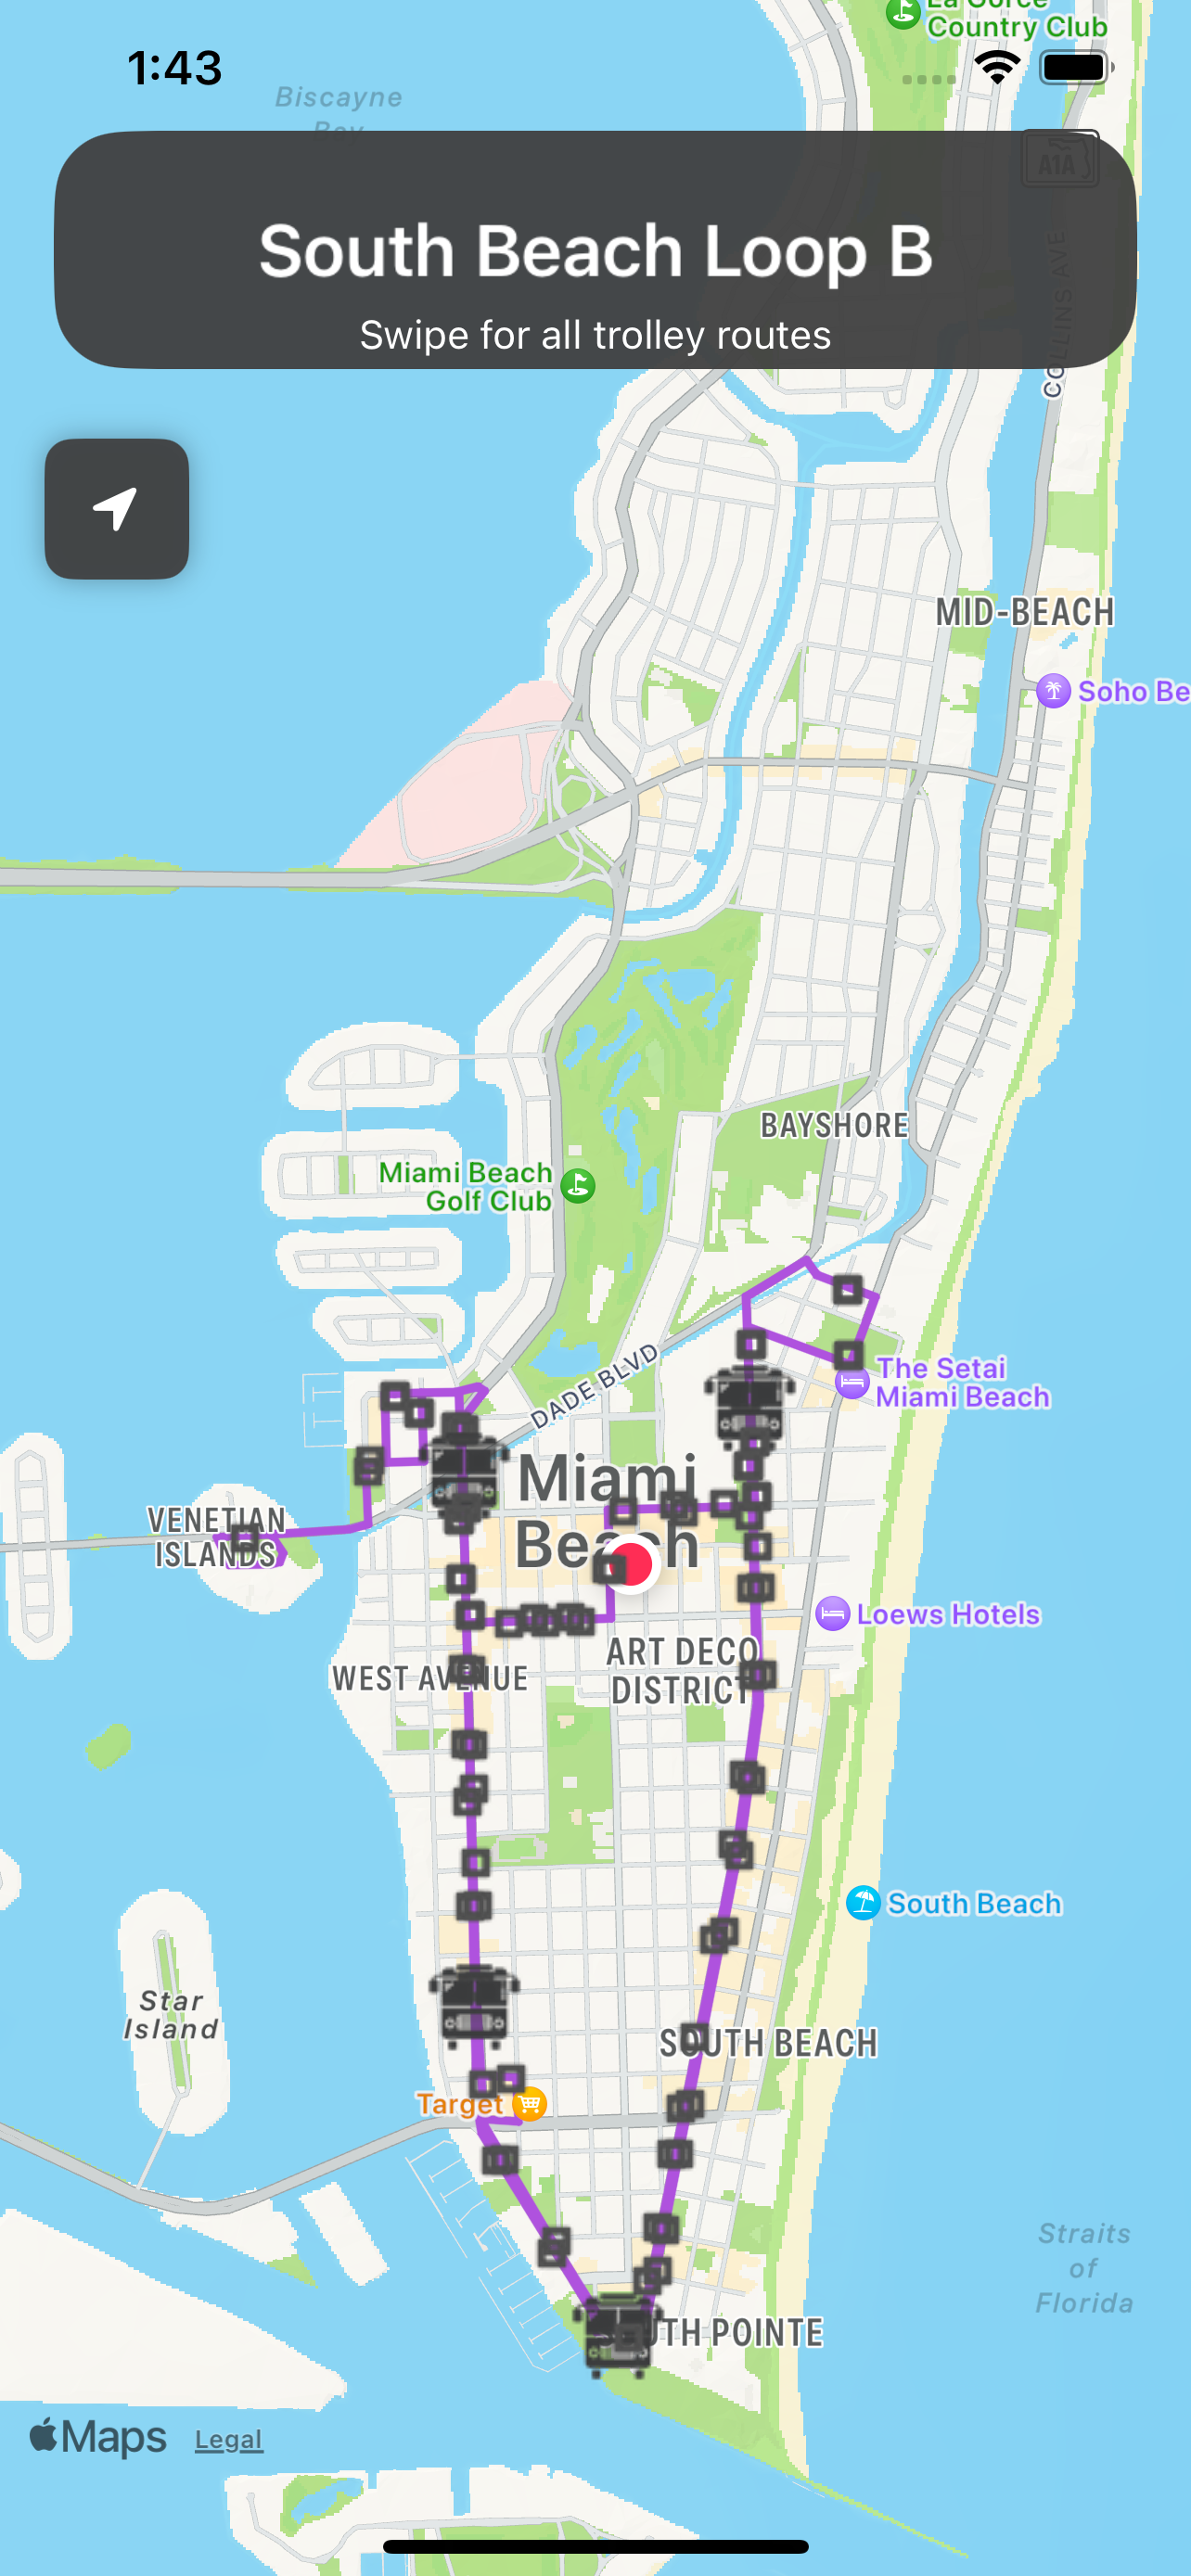 La Gorce
Country Club
1:43
Biscayne
Bay
A1A
South Beach Loop B
Swipe for all trolley routes
COLLINS AVE
MID-BEACH
Soho Be
BAYSHORE
Miami Beach
Golf Club
DADE BLVD
The Setai
Miami Beach
Miami
Beach
VENETIAN
ISLANDS
Loews Hotels
ART DECO
DISTRICT
WEST AVENUE
South Beach
Star
Island
SOUTH BEACH
Target
Straits
of
Florida
UTH POINTE
Maps
Legal